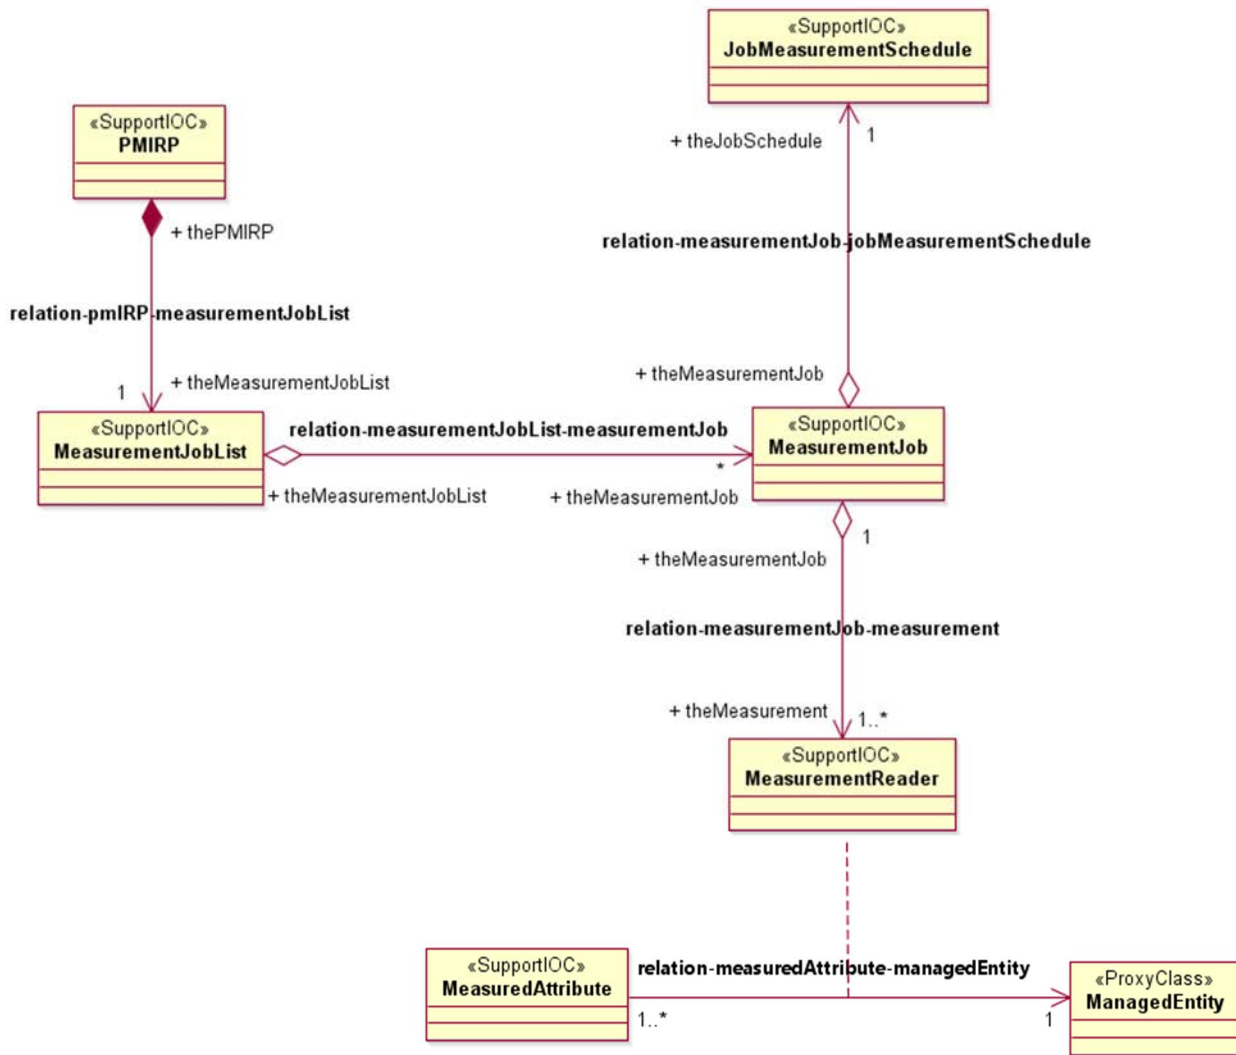 «SupportIOC»
JobMeasurementSchedule
«SupportIOC»
PMIRP
+ theJobSchedule
1
+ thePMIRP
relation-measurementJob-jobMeasurementSchedule
relation-pmIRP-measurementJobList
+ theMeasurementJob
1
+ theMeasurementJobList
«SupportIOC»
MeasurementJobList
relation-measurementJobList-measurementJob
«SupportIOC»
MeasurementJob
*
+ theMeasurementJobList
+ theMeasurementJob
1
+ theMeasurementJob
relation-measurementJob-measurement
+ theMeasurement
1..*
«SupportIOC»
MeasurementReader
«SupportIOC»
MeasuredAttribute
relation-measuredAttribute-managedEntity
«ProxyClass»
ManagedEntity
1..*
1